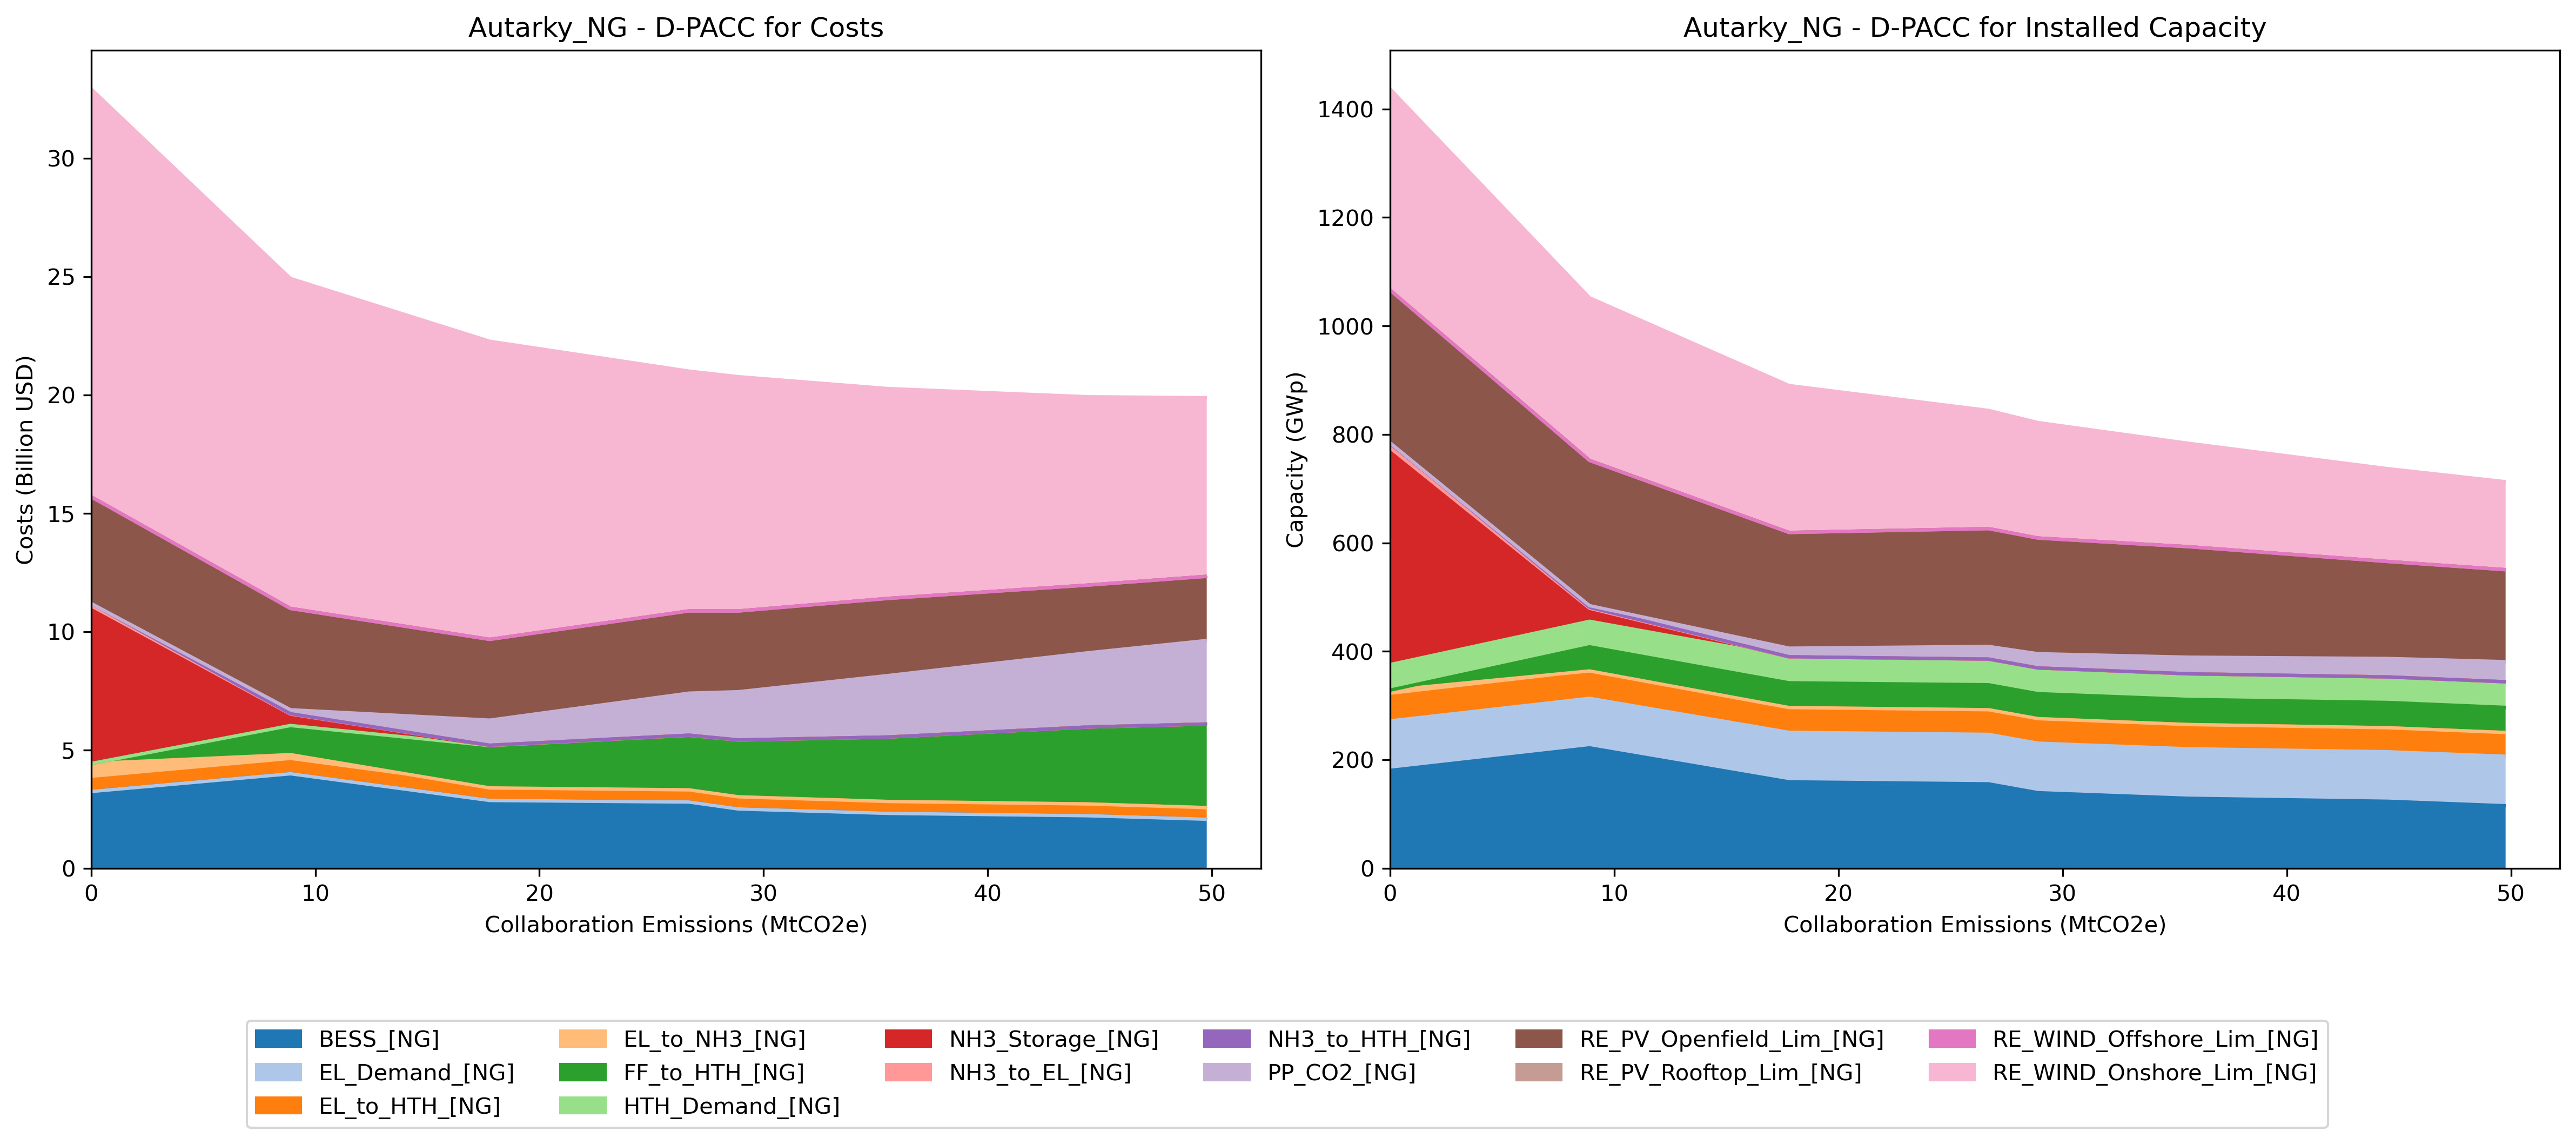 Autarky_NG - D-PACC for Costs
Costs (Billion USD)
30
25
20
15
10
5
0
0 10 20 30 40 50
Collaboration Emissions (MtCO2e)
Autarky_NG - D-PACC for Installed Capacity
Capacity (GWp)
1400
1200
1000
800
600
400
200
0
0 10 20 30 40 50
Collaboration Emissions (MtCO2e)
BESS_[NG]
EL_Demand_[NG]
EL_to_HTH_[NG]
EL_to_NH3_[NG]
FF_to_HTH_[NG]
HTH_Demand_[NG]
NH3_Storage_[NG]
NH3_to_EL_[NG]
NH3_to_HTH_[NG]
PP_CO2_[NG]
RE_PV_Openfield_Lim_[NG]
RE_PV_Rooftop_Lim_[NG]
RE_WIND_Offshore_Lim_[NG]
RE_WIND_Onshore_Lim_[NG]